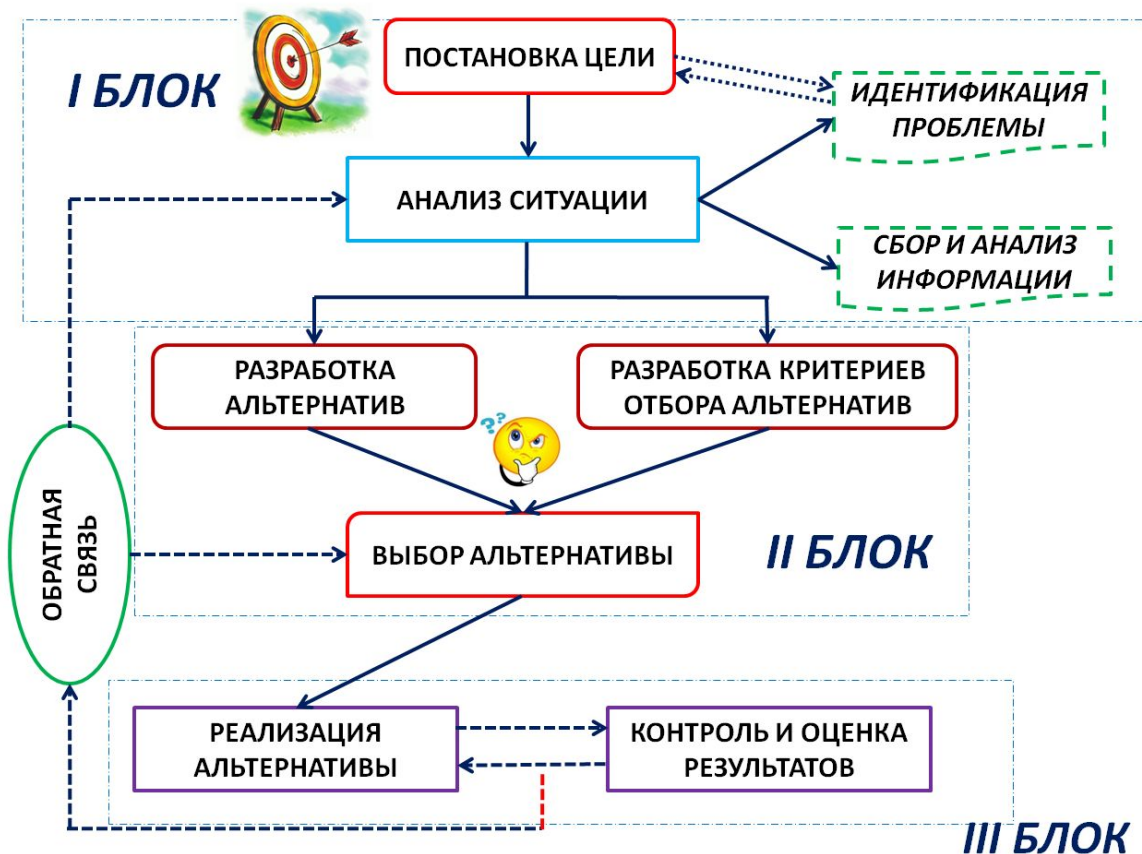 ПОСТАНОВКА ЦЕЛИ
I БЛОК
ИДЕНТИФИКАЦИЯ
ПРОБЛЕМЫ
АНАЛИЗ СИТУАЦИИ
СБОР И АНАЛИЗ
ИНФОРМАЦИИ
РАЗРАБОТКА
АЛЬТЕРНАТИВ
РАЗРАБОТКА КРИТЕРИЕВ
ОТБОРА АЛЬТЕРНАТИВ
???
ОБРАТНАЯ
СВЯЗЬ
ВЫБОР АЛЬТЕРНАТИВЫ
II БЛОК
РЕАЛИЗАЦИЯ
АЛЬТЕРНАТИВЫ
КОНТРОЛЬ И ОЦЕНКА
РЕЗУЛЬТАТОВ
III БЛОК